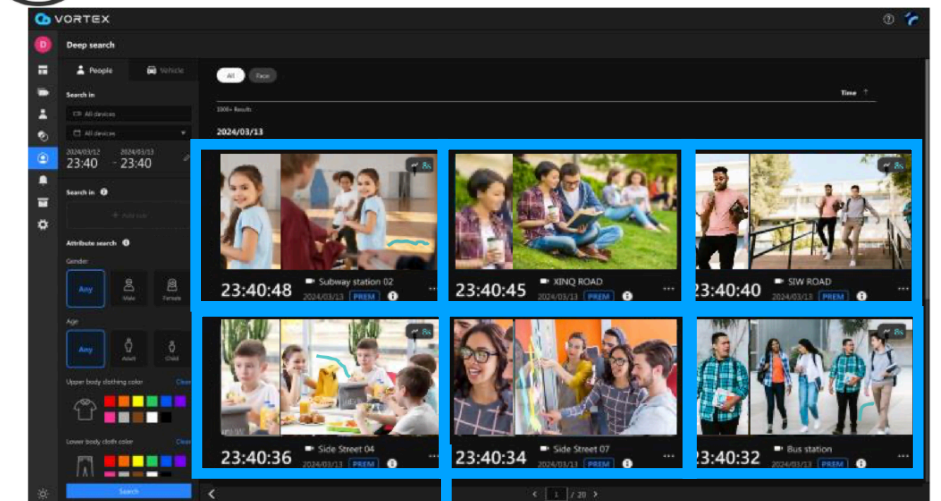 VORTEX
D
Deep search
People
Vehicle
All
Face
Search in
Time ↑
All devices
1000+ Results
All devices
2024/03/13
2024/03/12 2024/03/13
23:40 - 23:40
Search in
Attribute search
Gender
Any
Male
Female
23:40:48
Subway station 02
2024/03/13 PREM
23:40:45
XINQ ROAD
2024/03/13 PREM
23:40:40
SIW ROAD
2024/03/13 PREM
Age
Any
Adult
Child
Upper body clothing color Clear
Lower body cloth color Clear
23:40:36
Side Street 04
2024/03/13 PREM
23:40:34
Side Street 07
2024/03/13 PREM
23:40:32
Bus station
2024/03/13 PREM
Search
< 1 / 20 >